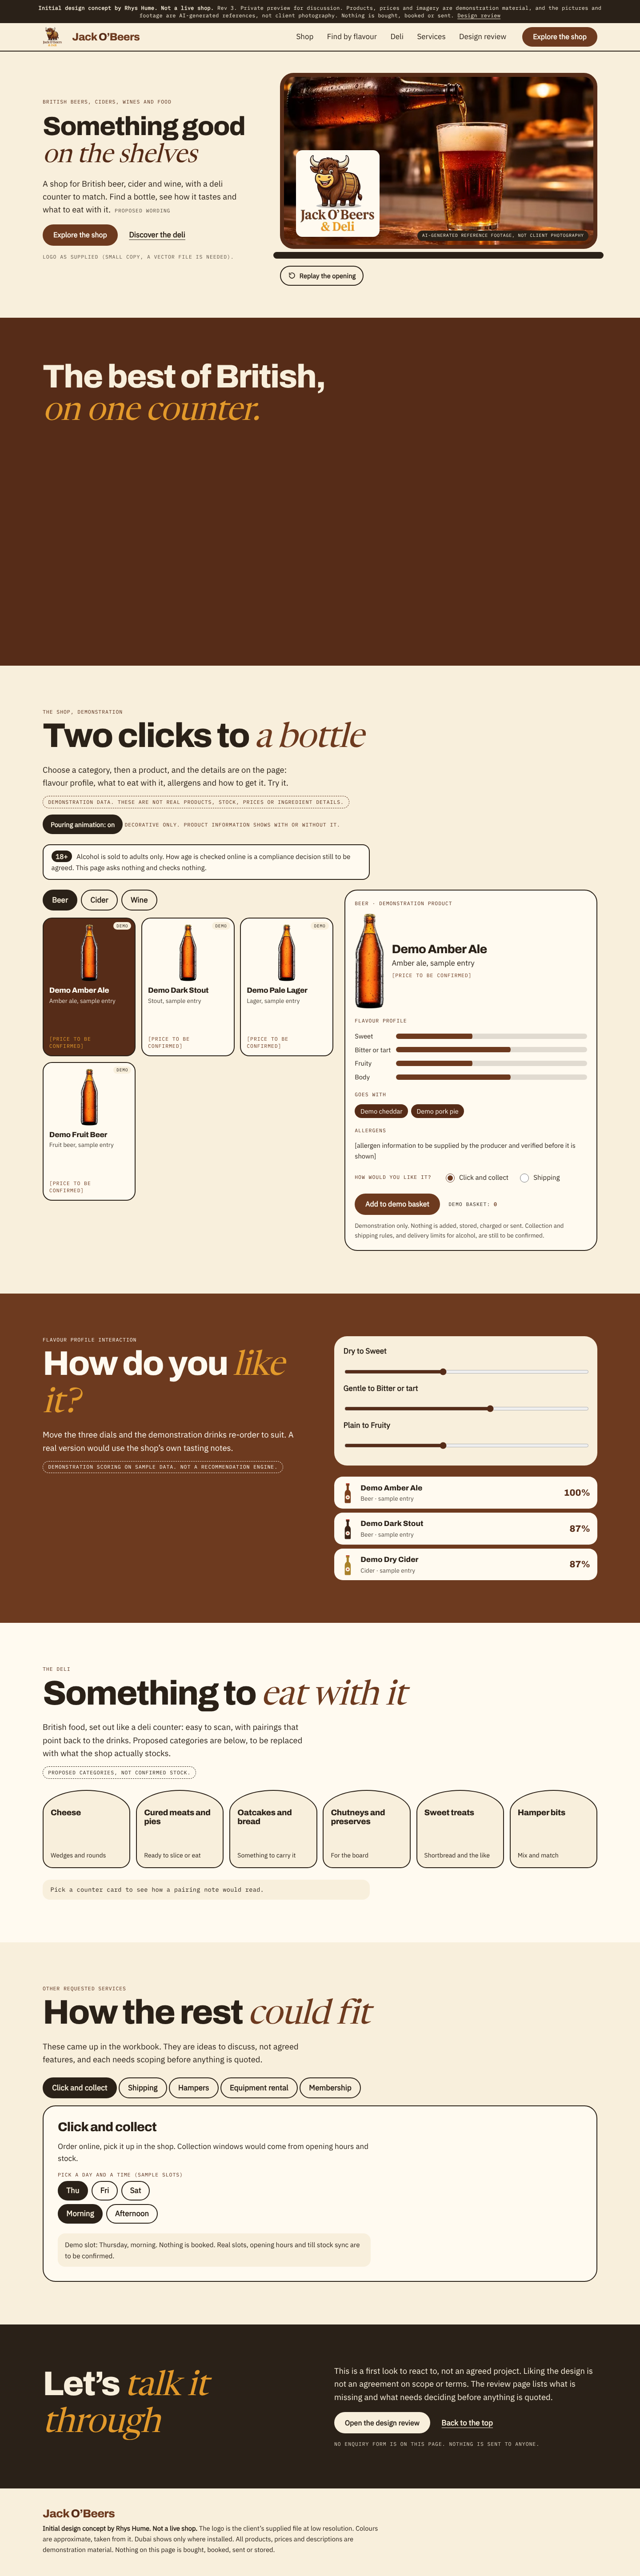 Initial design concept by Rhys Hume. Not a live shop. Rev 3. Private preview for discussion. Products, prices and imagery are demonstration material, and the pictures and
footage are AI-generated references, not client photography. Nothing is bought, booked or sent. Design review
Jack O'Beers
Shop Find by flavour Deli Services Design review Explore the shop
BRITISH BEERS, CIDERS, WINES AND FOOD
Something good
on the shelves
A shop for British beer, cider and wine, with a deli
counter to match. Find a bottle, see how it tastes and
what to eat with it. PROPOSED WORDING
Explore the shop Discover the deli
LOGO AS SUPPLIED (SMALL COPY, A VECTOR FILE IS NEEDED).
Jack O'Beers
& Deli
AI-GENERATED REFERENCE FOOTAGE, NOT CLIENT PHOTOGRAPHY
Replay the opening
The best of British,
on one counter.
THE SHOP, DEMONSTRATION
Two clicks to a bottle
Choose a category, then a product, and the details are on the page:
flavour profile, what to eat with it, allergens and how to get it. Try it.
DEMONSTRATION DATA. THESE ARE NOT REAL PRODUCTS, STOCK, PRICES OR INGREDIENT DETAILS.
Pouring animation: on DECORATIVE ONLY. PRODUCT INFORMATION SHOWS WITH OR WITHOUT IT.
18+ Alcohol is sold to adults only. How age is checked online is a compliance decision still to be
agreed. This page asks nothing and checks nothing.
Beer Cider Wine
DEMO
Demo Amber Ale
Amber ale, sample entry
[PRICE TO BE
CONFIRMED]
DEMO
Demo Dark Stout
Stout, sample entry
[PRICE TO BE
CONFIRMED]
DEMO
Demo Pale Lager
Lager, sample entry
[PRICE TO BE
CONFIRMED]
DEMO
Demo Fruit Beer
Fruit beer, sample entry
[PRICE TO BE
CONFIRMED]
BEER · DEMONSTRATION PRODUCT
Demo Amber Ale
Amber ale, sample entry
[PRICE TO BE CONFIRMED]
FLAVOUR PROFILE
Sweet
Bitter or tart
Fruity
Body
GOES WITH
Demo cheddar Demo pork pie
ALLERGENS
[allergen information to be supplied by the producer and verified before it is
shown]
HOW WOULD YOU LIKE IT? Click and collect Shipping
Add to demo basket DEMO BASKET: 0
Demonstration only. Nothing is added, stored, charged or sent. Collection and
shipping rules, and delivery limits for alcohol, are still to be confirmed.
FLAVOUR PROFILE INTERACTION
How do you like
it?
Move the three dials and the demonstration drinks re-order to suit. A
real version would use the shop's own tasting notes.
DEMONSTRATION SCORING ON SAMPLE DATA. NOT A RECOMMENDATION ENGINE.
Dry to Sweet
Gentle to Bitter or tart
Plain to Fruity
Demo Amber Ale
Beer · sample entry
100%
Demo Dark Stout
Beer · sample entry
87%
Demo Dry Cider
Cider · sample entry
87%
THE DELI
Something to eat with it
British food, set out like a deli counter: easy to scan, with pairings that
point back to the drinks. Proposed categories are below, to be replaced
with what the shop actually stocks.
PROPOSED CATEGORIES, NOT CONFIRMED STOCK.
Cheese
Wedges and rounds
Cured meats and
pies
Ready to slice or eat
Oatcakes and
bread
Something to carry it
Chutneys and
preserves
For the board
Sweet treats
Shortbread and the like
Hamper bits
Mix and match
Pick a counter card to see how a pairing note would read.
OTHER REQUESTED SERVICES
How the rest could fit
These came up in the workbook. They are ideas to discuss, not agreed
features, and each needs scoping before anything is quoted.
Click and collect Shipping Hampers Equipment rental Membership
Click and collect
Order online, pick it up in the shop. Collection windows would come from opening hours and
stock.
PICK A DAY AND A TIME (SAMPLE SLOTS)
Thu Fri Sat
Morning Afternoon
Demo slot: Thursday, morning. Nothing is booked. Real slots, opening hours and till stock sync are
to be confirmed.
Let's talk it
through
This is a first look to react to, not an agreed project. Liking the design is
not an agreement on scope or terms. The review page lists what is
missing and what needs deciding before anything is quoted.
Open the design review Back to the top
NO ENQUIRY FORM IS ON THIS PAGE. NOTHING IS SENT TO ANYONE.
Jack O'Beers
Initial design concept by Rhys Hume. Not a live shop. The logo is the client's supplied file at low resolution. Colours
are approximate, taken from it. Dubai shows only where installed. All products, prices and descriptions are
demonstration material. Nothing on this page is bought, booked, sent or stored.